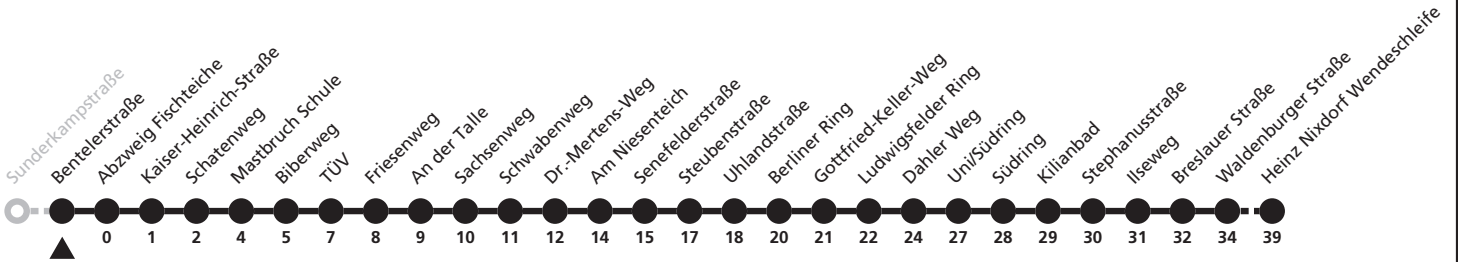 Sunderkampstraße
Bentelerstraße
Abzweig Fischteiche
Kaiser-Heinrich-Straße
Schatenweg
Mastbruch Schule
Biberweg
TÜV
Friesenweg
An der Talle
Sachsenweg
Schwabenweg
Dr.-Mertens-Weg
Am Niesenteich
Senefelderstraße
Steubenstraße
Uhlandstraße
Berliner Ring
Gottfried-Keller-Weg
Ludwigsfelder Ring
Dahler Weg
Uni/Südring
Südring
Kilianbad
Stephanusstraße
Ilseweg
Breslauer Straße
Waldenburger Straße
Heinz Nixdorf Wendeschleife
0 1 2 4 5 7 8 9 10 11 12 14 15 17 18 20 21 22 24 27 28 29 30 31 32 34 39